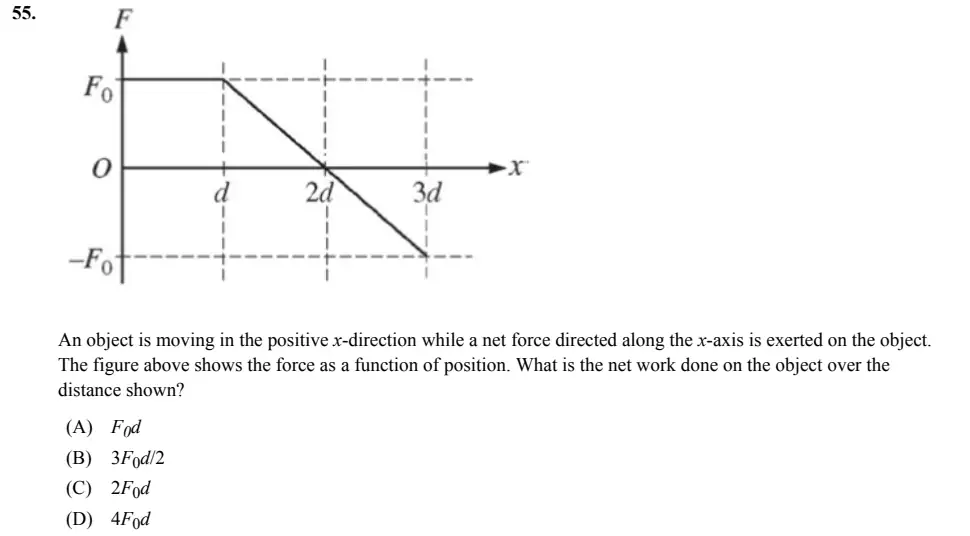 55.
F
F0
O
x
d
2d
3d
–F0
An object is moving in the positive x-direction while a net force directed along the x-axis is exerted on the object.
The figure above shows the force as a function of position. What is the net work done on the object over the
distance shown?
(A) F0d
(B) 3F0d/2
(C) 2F0d
(D) 4F0d